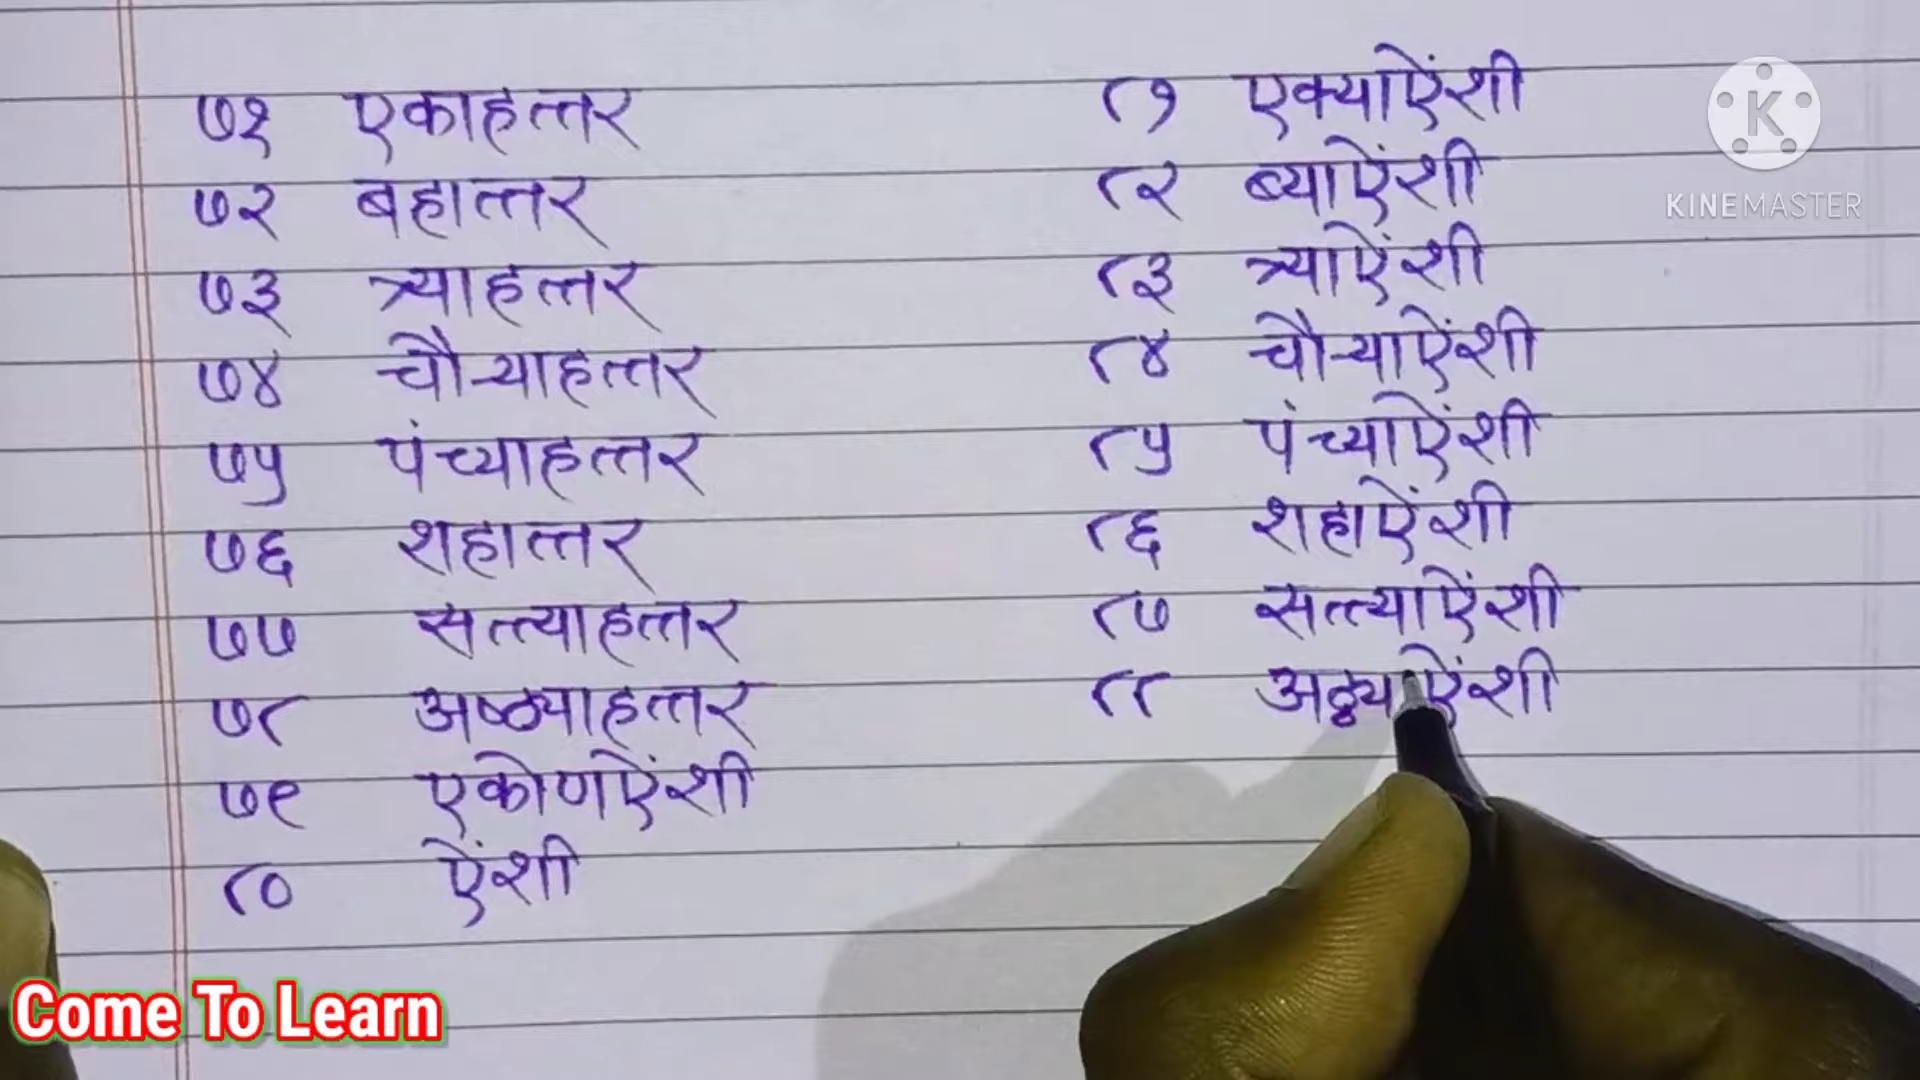 ७१ एकाहत्तर
७२ बहात्तर
७३ त्र्याहत्तर
७४ चौऱ्याहत्तर
७५ पंच्याहत्तर
७६ शहात्तर
७७ सत्त्याहत्तर
७८ अष्ठ्याहत्तर
७९ एकोणऐंशी
८० ऐंशी
८१ एक्याऐंशी
८२ ब्याऐंशी
८३ त्र्याऐंशी
८४ चौऱ्याऐंशी
८५ पंच्याऐंशी
८६ शहाऐंशी
८७ सत्त्याऐंशी
८८ अठ्ठ्याऐंशी
KINEMASTER
Come To Learn